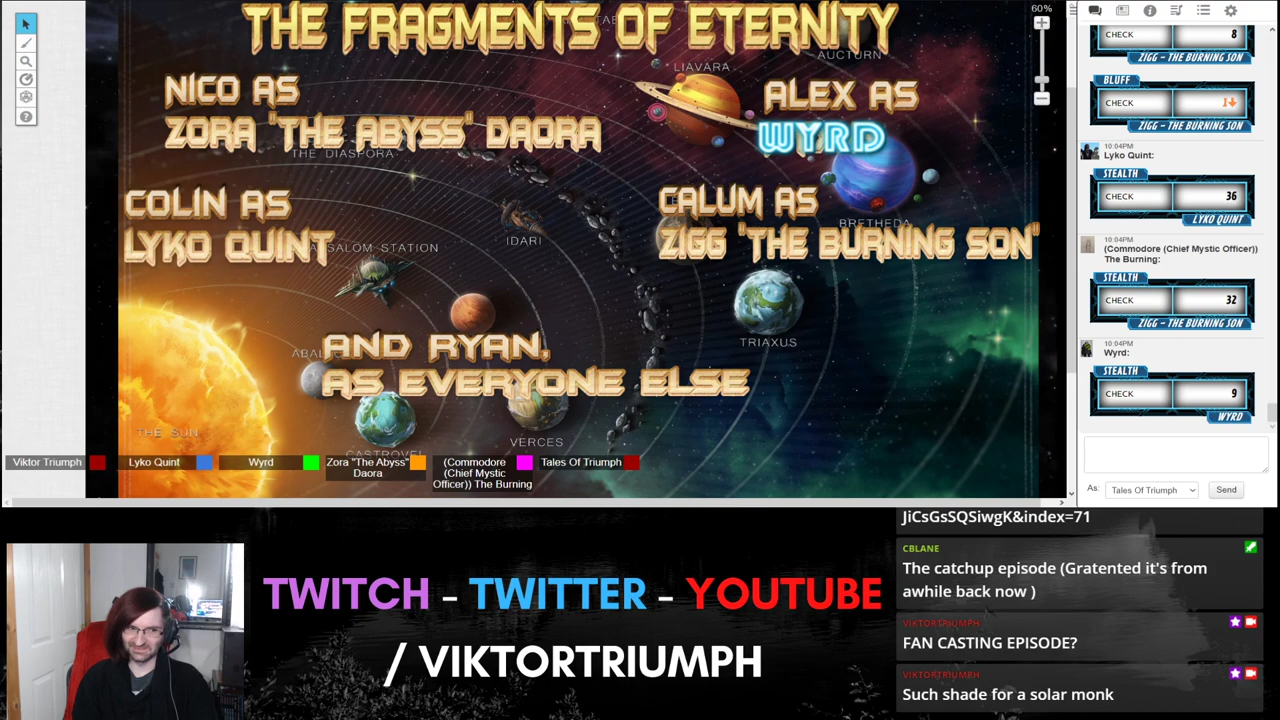 THE FRAGMENTS OF ETERNITY
LIAVARA
AUCTURN
NICO AS
ZORA "THE ABYSS" DAORA
THE DIASPORA
ALEX AS
WYRD
COLIN AS
LYKO QUINT
ABSALOM STATION
IDARI
CALUM AS
BRETHEDA
ZIGG "THE BURNING SON"
TRIAXUS
AND RYAN,
AS EVERYONE ELSE
THE SUN
VERCES
CASTROVEL
Viktor Triumph
Lyko Quint
Wyrd
Zora "The Abyss"
Daora
(Commodore
(Chief Mystic
Officer)) The Burning
Tales Of Triumph
60%
CHECK 8
ZIGG - THE BURNING SON
BLUFF
CHECK 1
ZIGG - THE BURNING SON
10:04PM
Lyko Quint:
STEALTH
CHECK 36
LYKO QUINT
10:04PM
(Commodore (Chief Mystic Officer))
The Burning:
STEALTH
CHECK 32
ZIGG - THE BURNING SON
10:04PM
Wyrd:
STEALTH
CHECK 9
WYRD
As: Tales Of Triumph Send
TWITCH - TWITTER - YOUTUBE
/ VIKTORTRIUMPH
JiCsGsSQSiwgK&index=71
CBLANE
The catchup episode (Gratented it's from
awhile back now )
VIKTORTRIUMPH
FAN CASTING EPISODE?
VIKTORTRIUMPH
Such shade for a solar monk